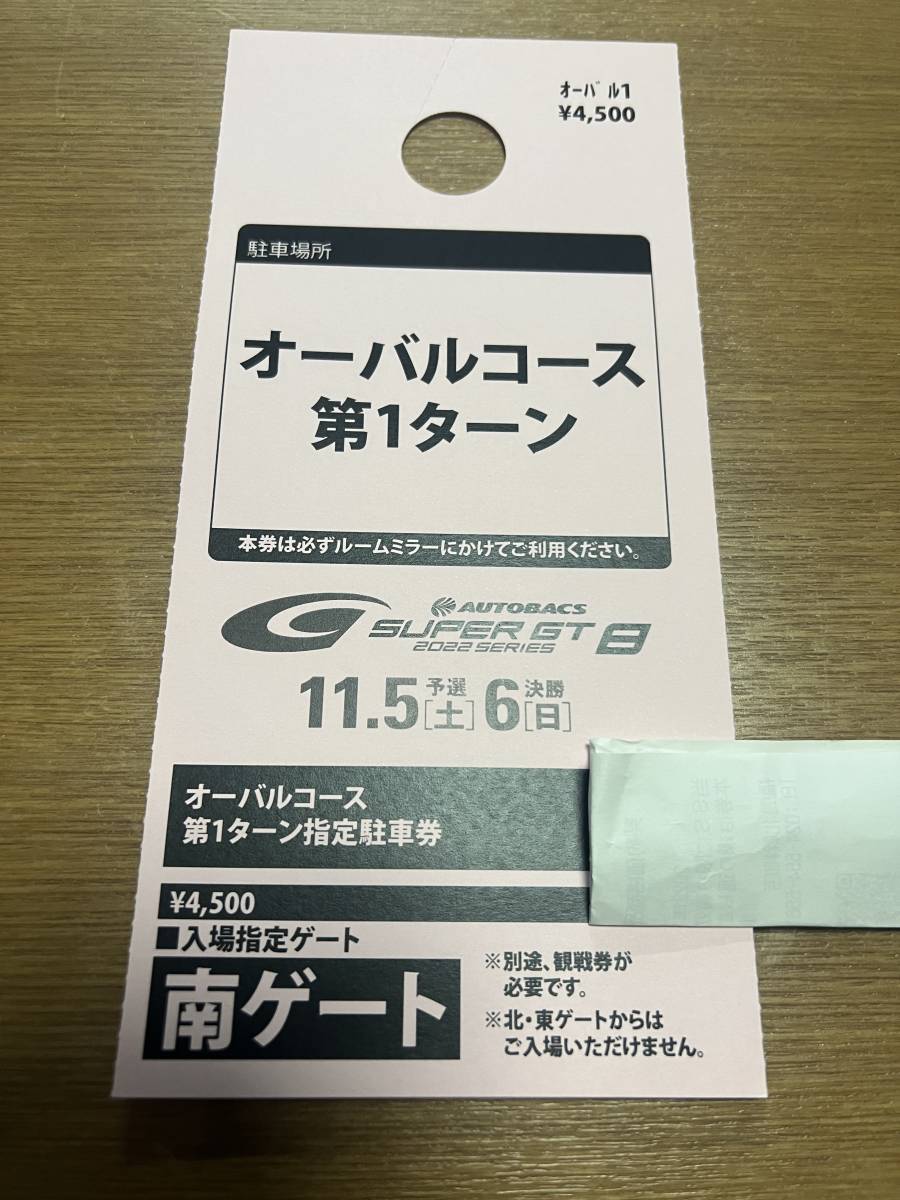 オーバル1
¥4,500
駐車場所
オーバルコース
第1ターン
本券は必ずルームミラーにかけてご利用ください。
AUTOBACS
SUPER GT 8
2022 SERIES
11.5 予選[土] 6 決勝[日]
オーバルコース
第1ターン指定駐車券
¥4,500
■入場指定ゲート
南ゲート
※別途、観戦券が
必要です。
※北・東ゲートからは
ご入場いただけません。